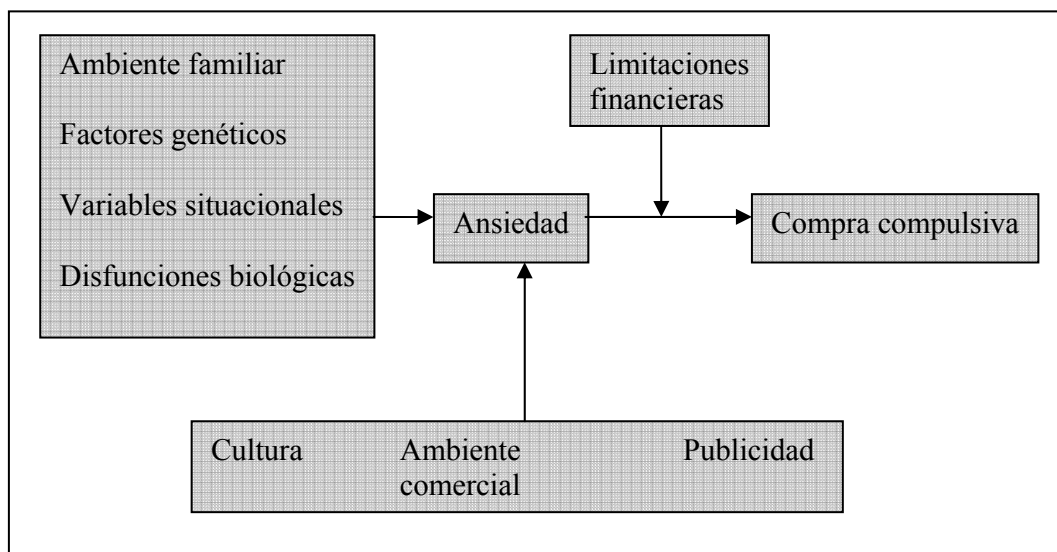 Ambiente familiar
Factores genéticos
Variables situacionales
Disfunciones biológicas
Limitaciones
financieras
Ansiedad
Compra compulsiva
Cultura
Ambiente
comercial
Publicidad